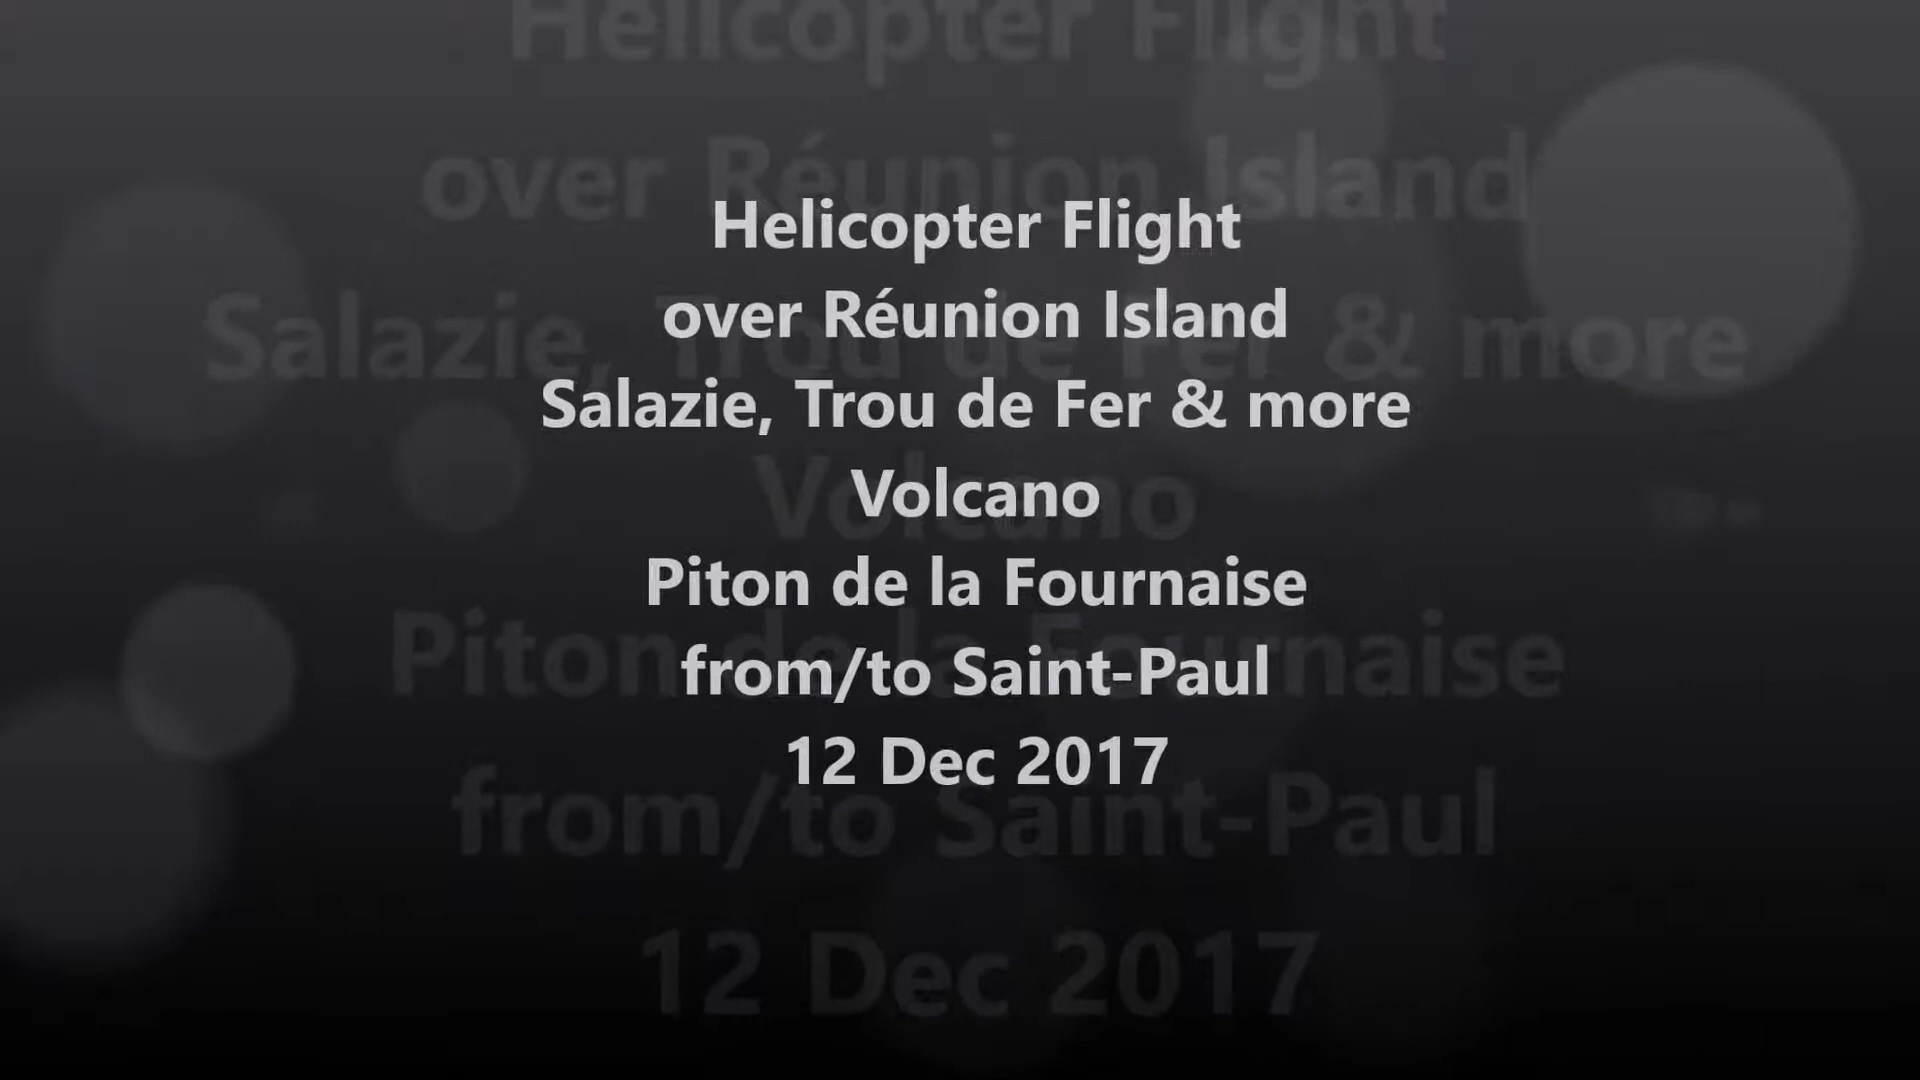 Helicopter Flight
over Réunion Island
Salazie, Trou de Fer & more
Volcano
Piton de la Fournaise
from/to Saint-Paul
12 Dec 2017